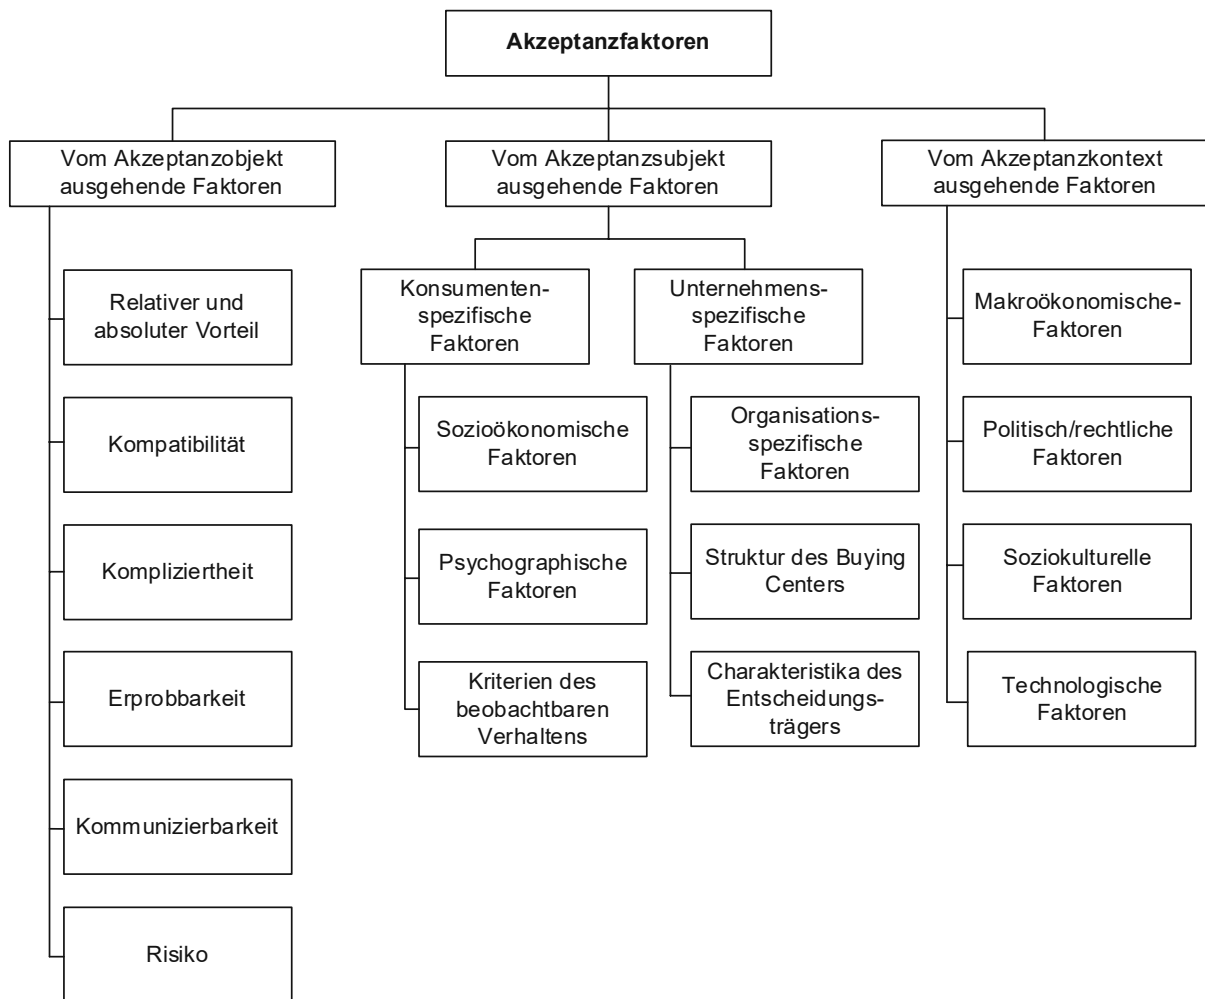 Akzeptanzfaktoren
Vom Akzeptanzobjekt
ausgehende Faktoren
Relativer und
absoluter Vorteil
Kompatibilität
Kompliziertheit
Erprobbarkeit
Kommunizierbarkeit
Risiko
Vom Akzeptanzsubjekt
ausgehende Faktoren
Konsumenten-
spezifische
Faktoren
Sozioökonomische
Faktoren
Psychographische
Faktoren
Kriterien des
beobachtbaren
Verhaltens
Unternehmens-
spezifische
Faktoren
Organisations-
spezifische
Faktoren
Struktur des Buying
Centers
Charakteristika des
Entscheidungs-
trägers
Vom Akzeptanzkontext
ausgehende Faktoren
Makroökonomische-
Faktoren
Politisch/rechtliche
Faktoren
Soziokulturelle
Faktoren
Technologische
Faktoren